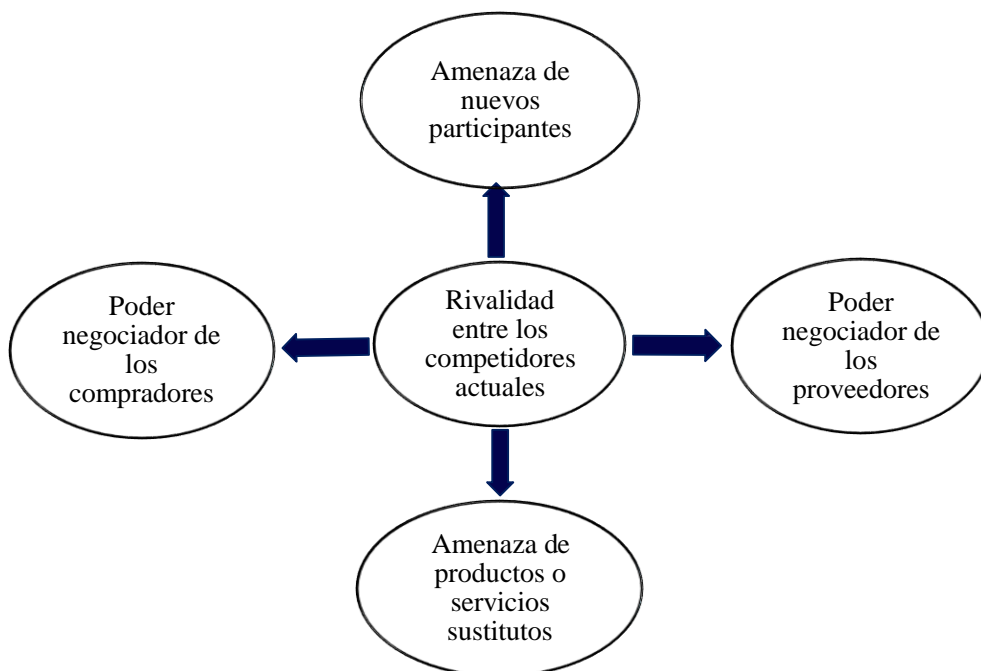 Amenaza de
nuevos
participantes
Poder
negociador de
los
compradores
Rivalidad
entre los
competidores
actuales
Poder
negociador de
los
proveedores
Amenaza de
productos o
servicios
sustitutos